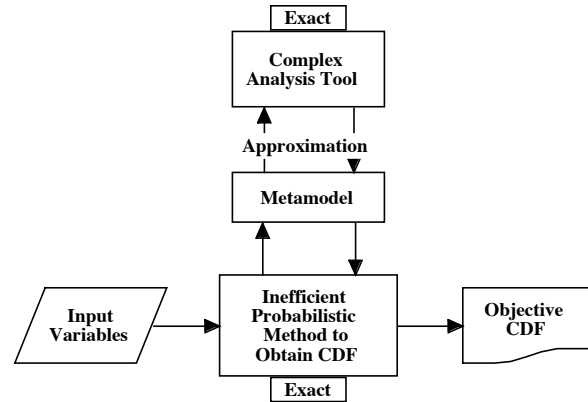 Exact
Complex
Analysis Tool
Approximation
Metamodel
Input
Variables
Inefficient
Probabilistic
Method to
Obtain CDF
Objective
CDF
Exact